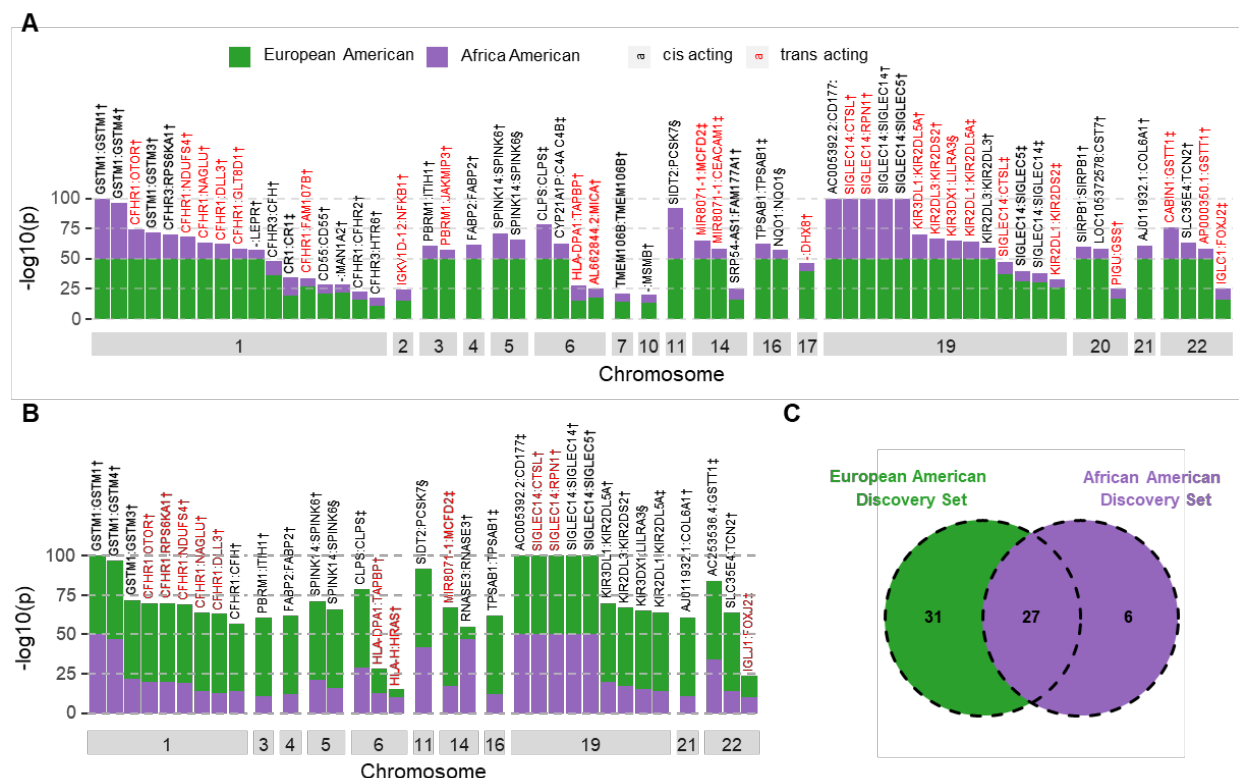 A
European American
Africa American
a
cis acting
a
trans acting
-log10(p)
100
75
50
25
0
GSTM1:GSTM1†
GSTM1:GSTM4†
CFHR1:OTOR†
GSTM1:GSTM3†
CFHR3:RPS6KA1†
CFHR1:NDUFS4†
CFHR1:NAGLU†
CFHR1:DLL3†
CFHR1:GLT8D1†
-:LEPR†
CFHR3:CFH†
CR1:CR1‡
CFHR1:FAM107B†
CD55:CD55†
-:MAN1A2†
CFHR1:CFHR2†
CFHR3:HTR6†
IGKV1D-12:NFKB1†
PBRM1:ITIH1†
PBRM1:JAKMIP3†
FABP2:FABP2†
SPINK14:SPINK6†
SPINK14:SPINK6§
CLPS:CLPS‡
CYP21A1P:C4A C4B‡
HLA-DPA1:TAPBP†
AL662844.2:MICA†
TMEM106B:TMEM106B†
-:MSMB†
SIDT2:PCSK7§
MIR8071-1:MCFD2‡
MIR8071-1:CEACAM1‡
SRP54-AS1:FAM177A1†
TPSAB1:TPSAB1‡
NQO1:NQO1§
-:DHX8†
AC005392.2:CD177:
SIGLEC14:CTSL†
SIGLEC14:RPN1†
SIGLEC14:SIGLEC14†
SIGLEC14:SIGLEC5†
KIR3DL1:KIR2DL5A†
KIR2DL3:KIR2DS2†
KIR3DX1:LILRA3§
KIR2DL1:KIR2DL5A‡
KIR2DL3:KIR2DL3†
SIGLEC14:CTSL‡
SIGLEC14:SIGLEC5‡
SIGLEC14:SIGLEC14‡
KIR2DL1:KIR2DS2‡
SIRPB1:SIRPB1†
LOC105372578:CST7†
PIGU:GSS†
AJ011932.1:COL6A1†
CABIN1:GSTT1‡
SLC35E4:TCN2†
AP000350.1:GSTT1†
IGLC1:FOXJ2‡
1 2 3 4 5 6 7 10 11 14 16 17 19 20 21 22
Chromosome
B
-log10(p)
100
75
50
25
0
GSTM1:GSTM1†
GSTM1:GSTM4†
GSTM1:GSTM3†
CFHR1:OTOR†
CFHR1:RPS6KA1†
CFHR1:NDUFS4†
CFHR1:NAGLU†
CFHR1:DLL3†
CFHR1:CFH†
PBRM1:ITIH1†
FABP2:FABP2†
SPINK14:SPINK6†
SPINK14:SPINK6§
CLPS:CLPS‡
HLA-DPA1:TAPBP†
HLA-H:HRAS†
SIDT2:PCSK7§
MIR8071-1:MCFD2‡
RNASE3:RNASE3†
TPSAB1:TPSAB1‡
AC005392.2:CD177‡
SIGLEC14:CTSL†
SIGLEC14:RPN1†
SIGLEC14:SIGLEC14†
SIGLEC14:SIGLEC5†
KIR3DL1:KIR2DL5A†
KIR2DL3:KIR2DS2†
KIR3DX1:LILRA3§
KIR2DL1:KIR2DL5A‡
AJ011932.1:COL6A1†
AC253536.4:GSTT1‡
SLC35E4:TCN2†
IGLJ1:FOXJ2‡
1 3 4 5 6 11 14 16 19 21 22
Chromosome
C
European American
Discovery Set
African American
Discovery Set
31
27
6